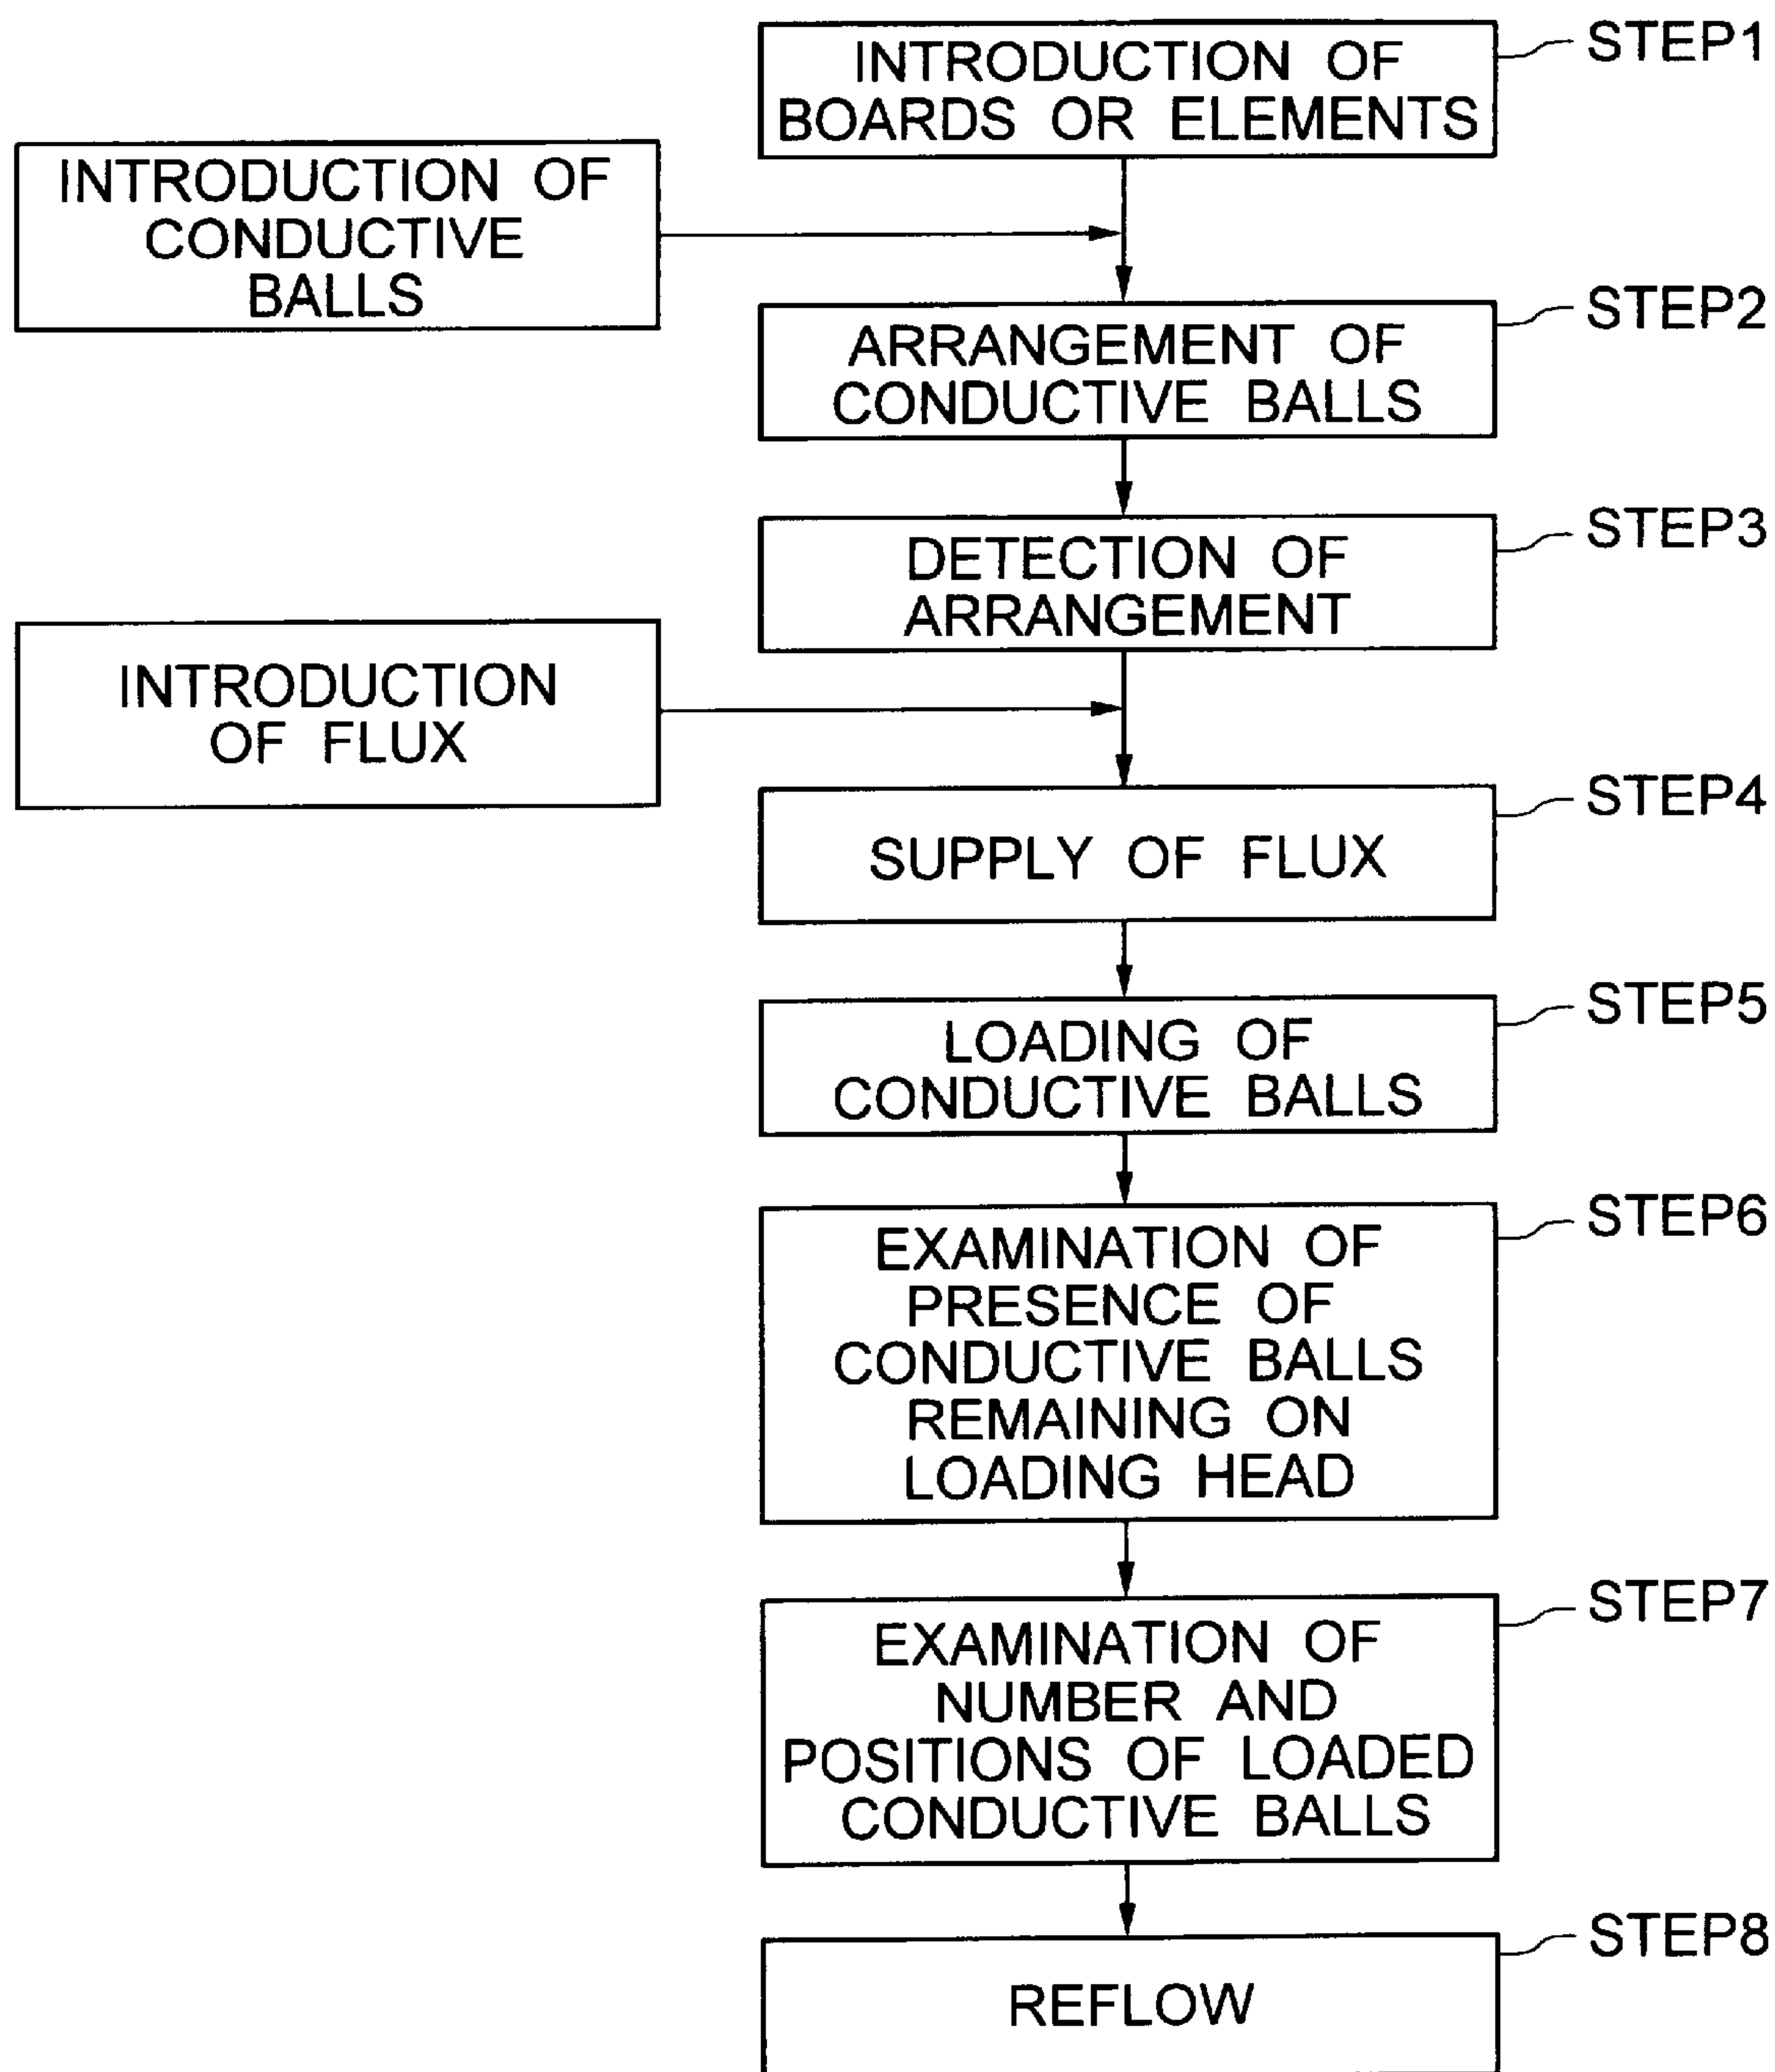 STEP1
INTRODUCTION OF
BOARDS OR ELEMENTS
INTRODUCTION OF
CONDUCTIVE
BALLS
STEP2
ARRANGEMENT OF
CONDUCTIVE BALLS
STEP3
DETECTION OF
ARRANGEMENT
INTRODUCTION
OF FLUX
STEP4
SUPPLY OF FLUX
STEP5
LOADING OF
CONDUCTIVE BALLS
STEP6
EXAMINATION OF
PRESENCE OF
CONDUCTIVE BALLS
REMAINING ON
LOADING HEAD
STEP7
EXAMINATION OF
NUMBER AND
POSITIONS OF LOADED
CONDUCTIVE BALLS
STEP8
REFLOW